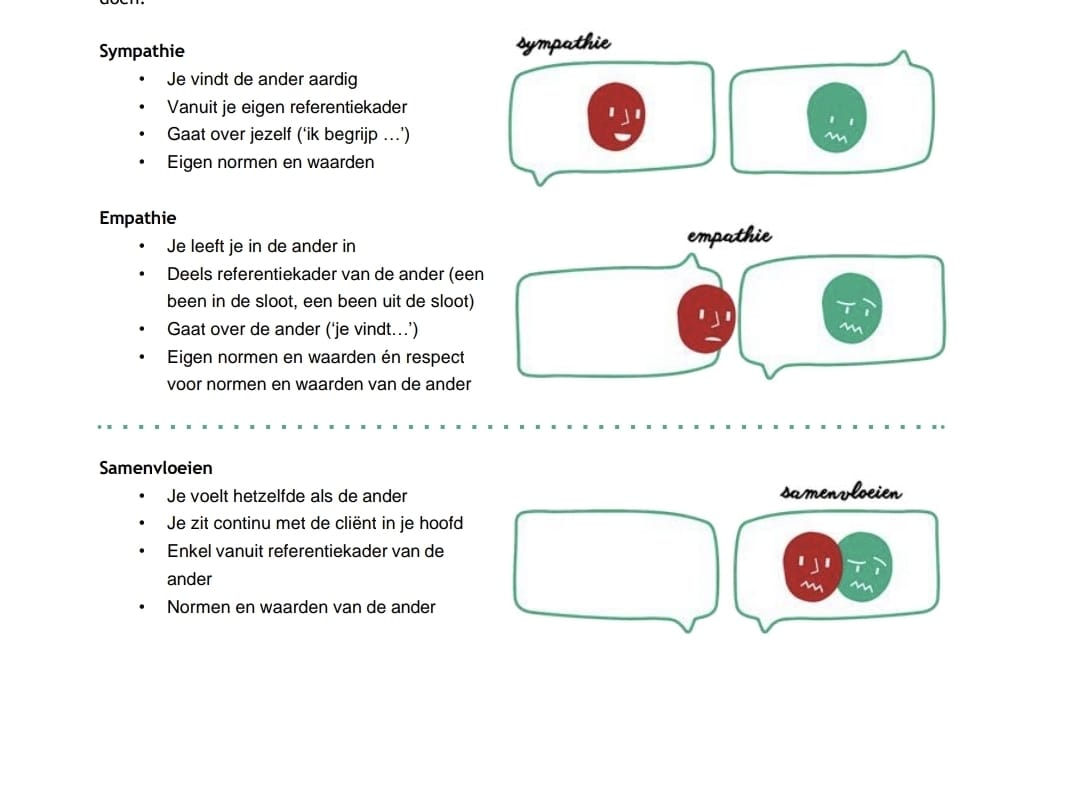 doen.
Sympathie
• Je vindt de ander aardig
• Vanuit je eigen referentiekader
• Gaat over jezelf (‘ik begrijp …’)
• Eigen normen en waarden
sympathie
Empathie
• Je leeft je in de ander in
• Deels referentiekader van de ander (een
been in de sloot, een been uit de sloot)
• Gaat over de ander (‘je vindt…’)
• Eigen normen en waarden én respect
voor normen en waarden van de ander
empathie
Samenvloeien
• Je voelt hetzelfde als de ander
• Je zit continu met de cliënt in je hoofd
• Enkel vanuit referentiekader van de
ander
• Normen en waarden van de ander
samenvloeien